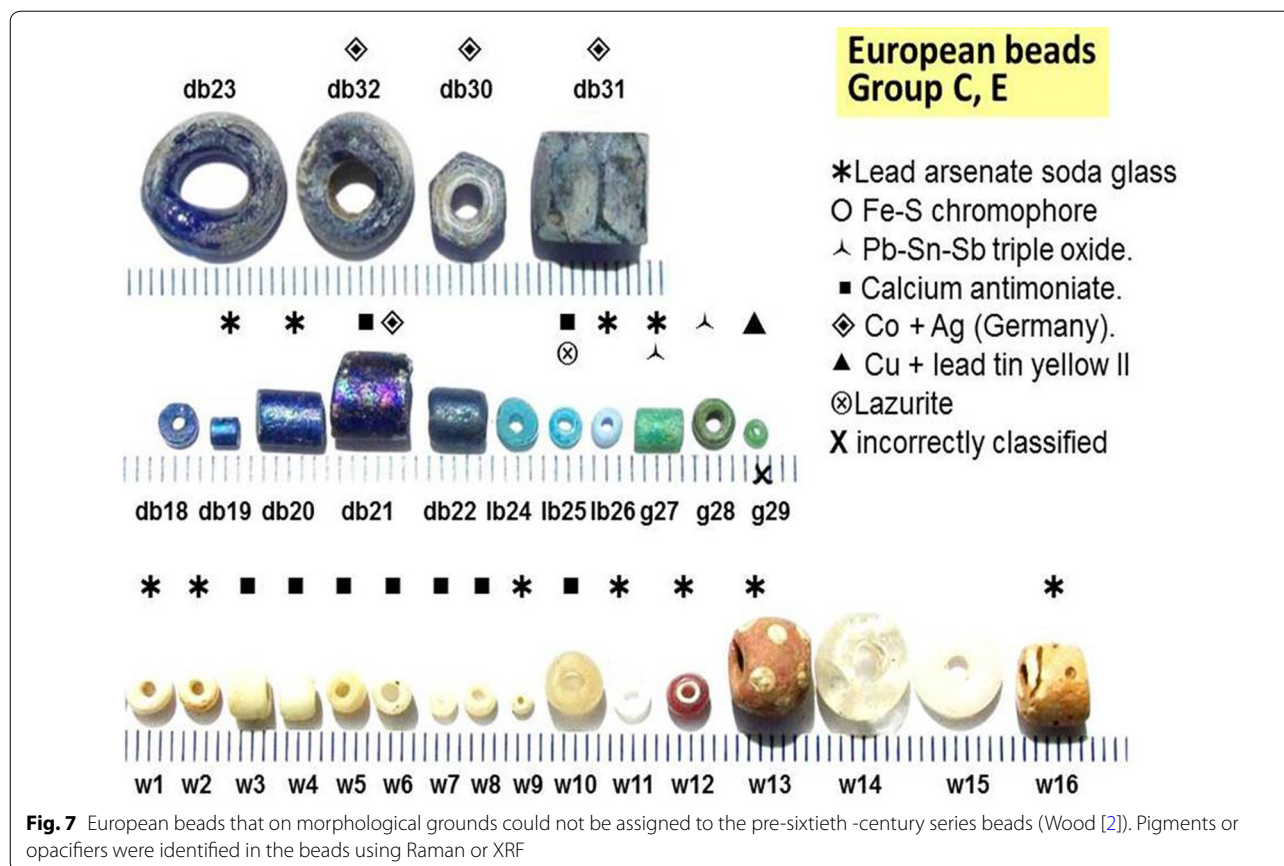 European beads
Group C, E
db23 db32 db30 db31
Lead arsenate soda glass
Fe-S chromophore
Pb-Sn-Sb triple oxide.
Calcium antimoniate.
Co + Ag (Germany).
Cu + lead tin yellow II
Lazurite
X incorrectly classified
X
db18 db19 db20 db21 db22 lb24 lb25 lb26 g27 g28 g29
w1 w2 w3 w4 w5 w6 w7 w8 w9 w10 w11 w12 w13 w14 w15 w16
Fig. 7 European beads that on morphological grounds could not be assigned to the pre-sixtieth -century series beads (Wood [2]). Pigments or
opacifiers were identified in the beads using Raman or XRF